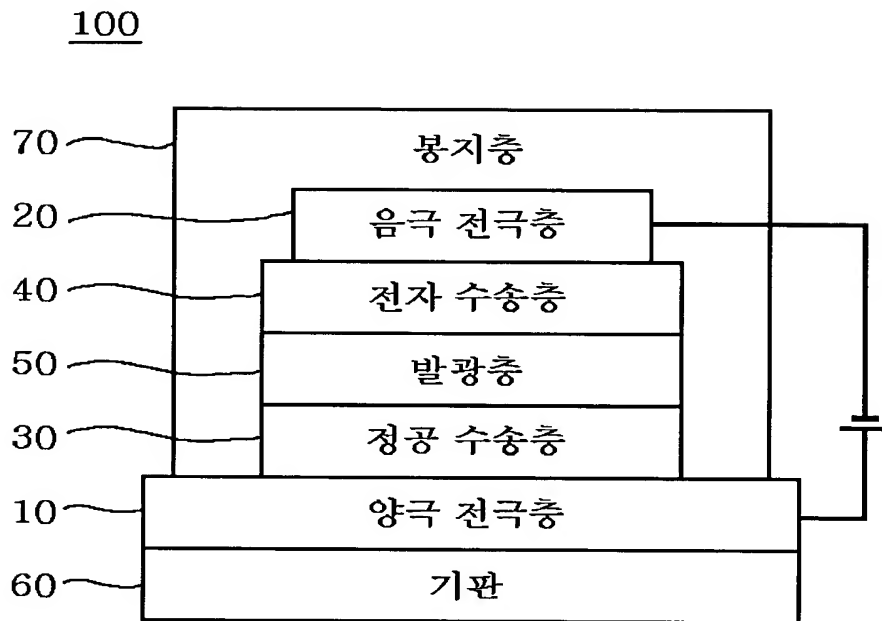 100
70 봉지층
20 음극 전극층
40 전자 수송층
50 발광층
30 정공 수송층
10 양극 전극층
60 기판